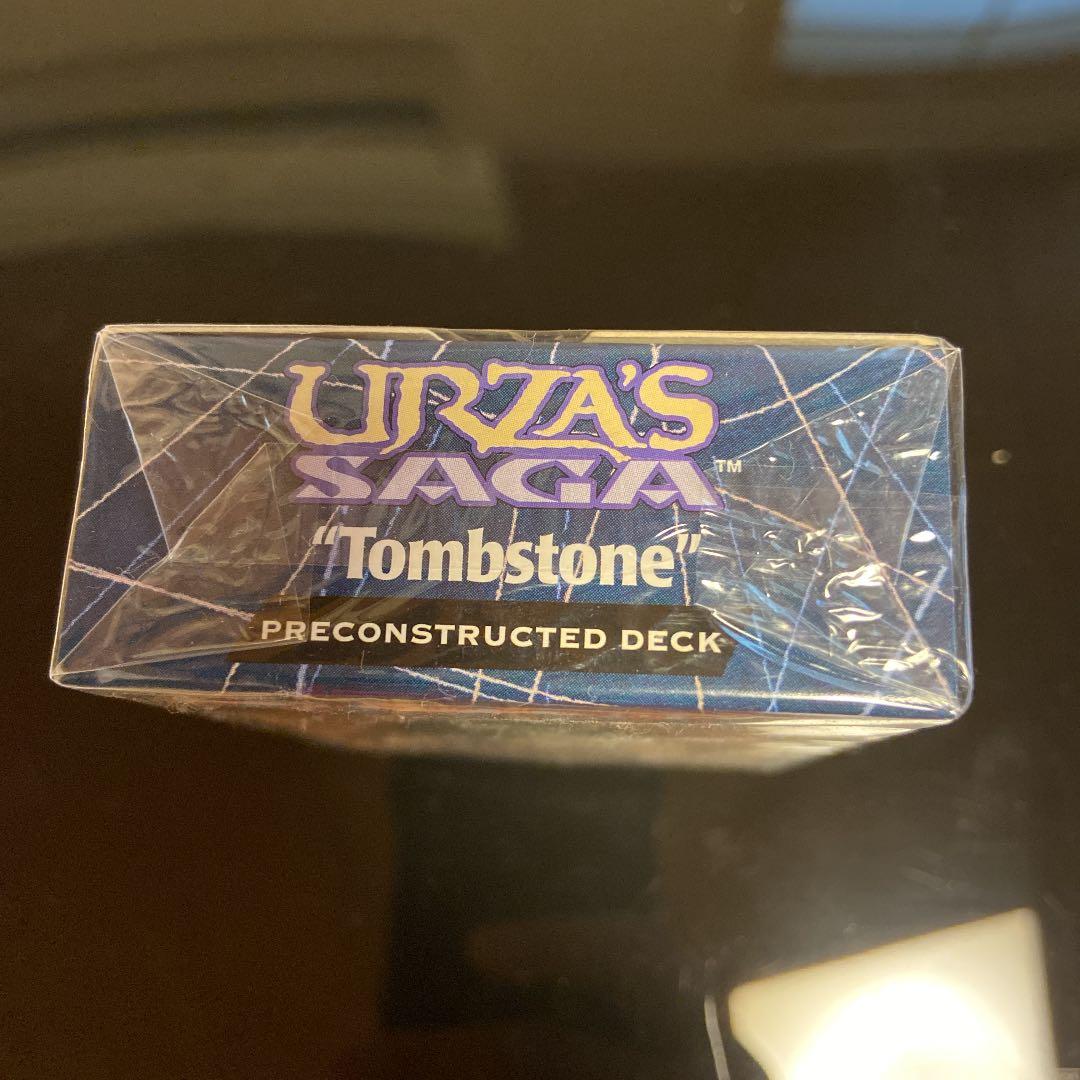 URZA'S
SAGA™
"Tombstone"
PRECONSTRUCTED DECK